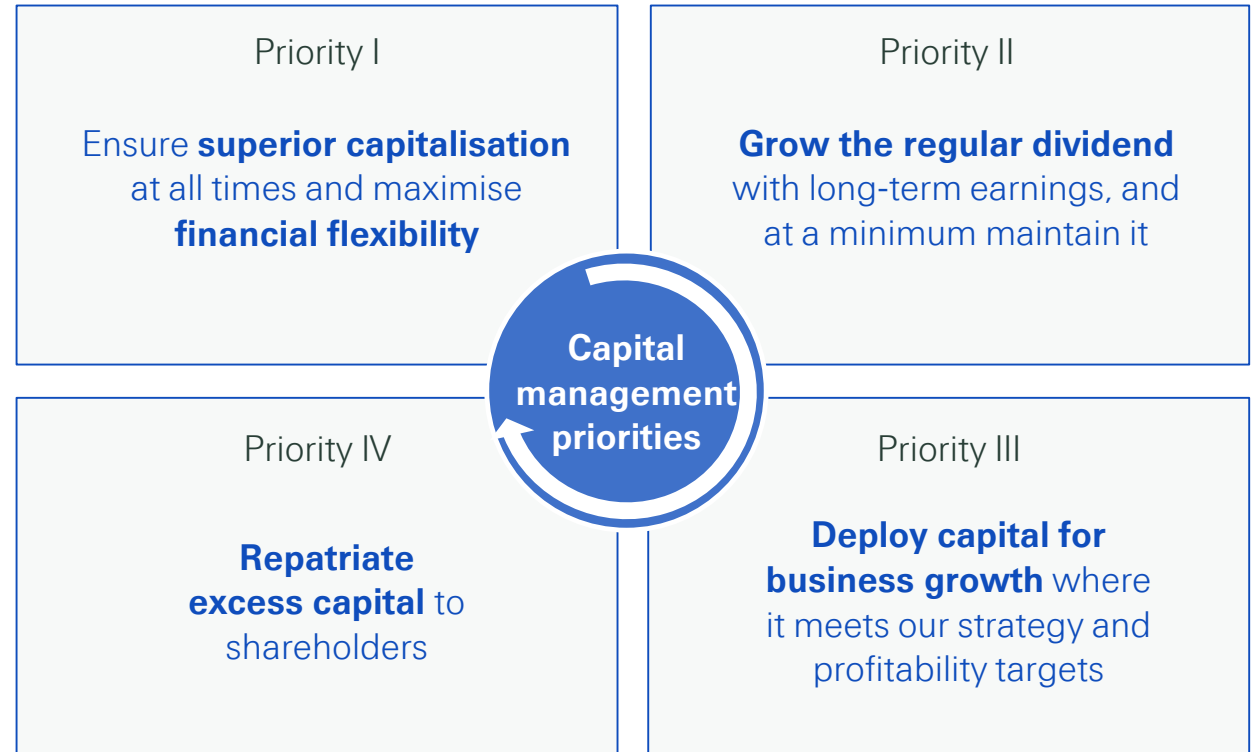 Priority I
Ensure superior capitalisation
at all times and maximise
financial flexibility
Priority II
Grow the regular dividend
with long-term earnings, and
at a minimum maintain it
Capital
management
priorities
Priority III
Deploy capital for
business growth where
it meets our strategy and
profitability targets
Priority IV
Repatriate
excess capital to
shareholders